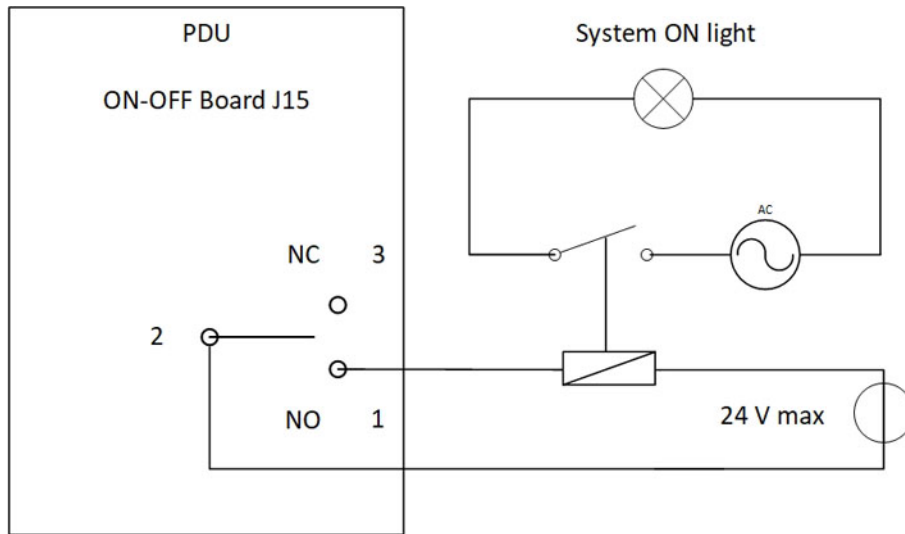 PDU
System ON light
ON-OFF Board J15
AC
NC 3
2
24 V max
NO 1